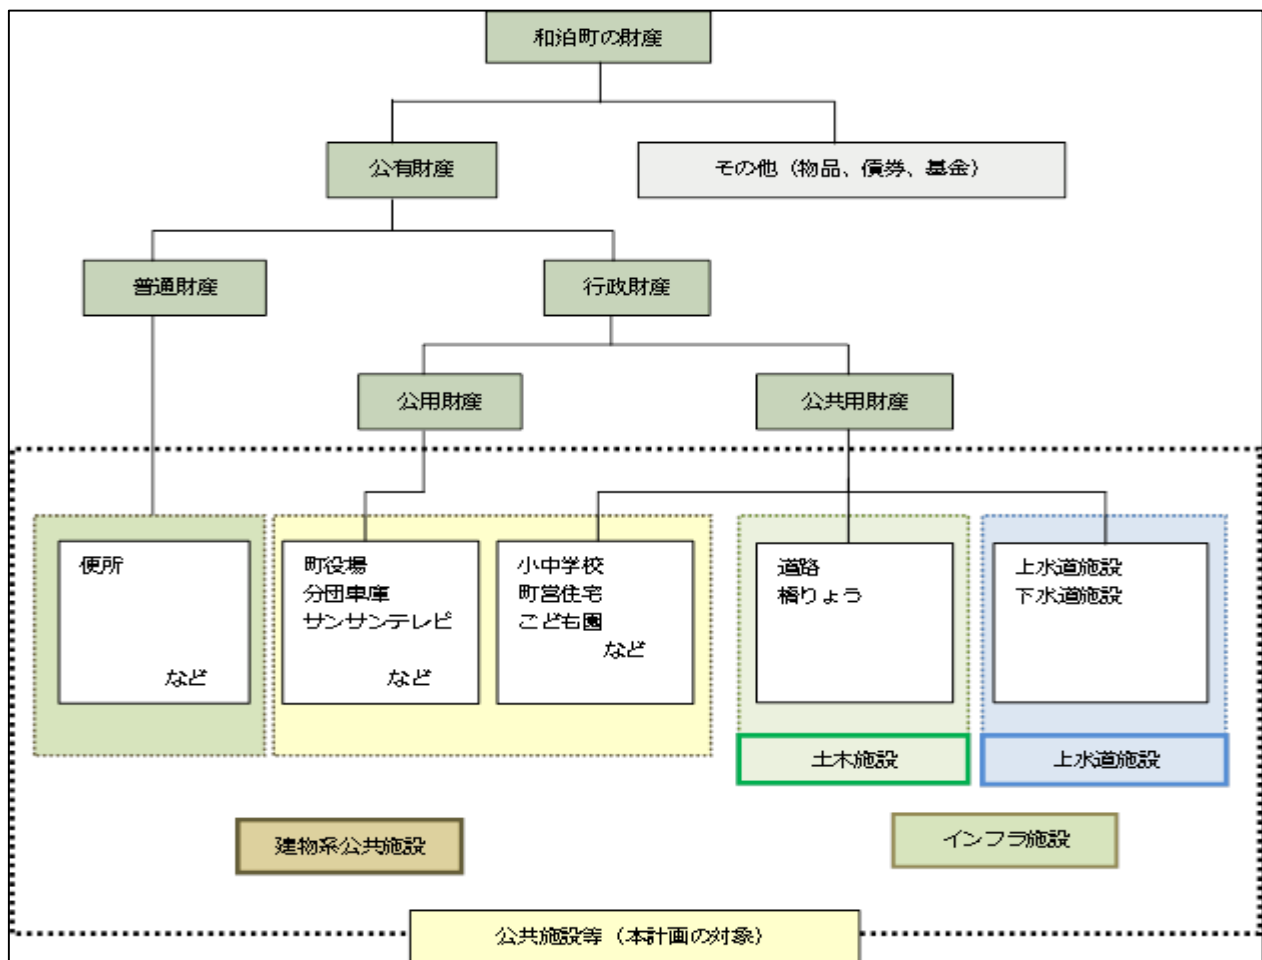 和泊町の財産
公有財産
その他（物品、債券、基金）
普通財産
行政財産
公用財産
公共用財産
便所
など
町役場
分団車庫
サンサンテレビ
など
小中学校
町営住宅
こども園
など
道路
橋りょう
上水道施設
下水道施設
土木施設
上水道施設
建物系公共施設
インフラ施設
公共施設等（本計画の対象）